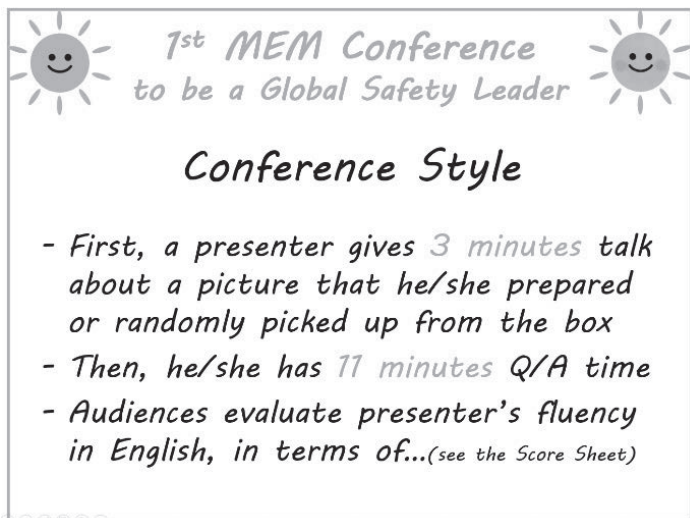 1st MEM Conference
to be a Global Safety Leader
Conference Style
- First, a presenter gives 3 minutes talk
about a picture that he/she prepared
or randomly picked up from the box
- Then, he/she has 11 minutes Q/A time
- Audiences evaluate presenter's fluency
in English, in terms of...(see the Score Sheet)